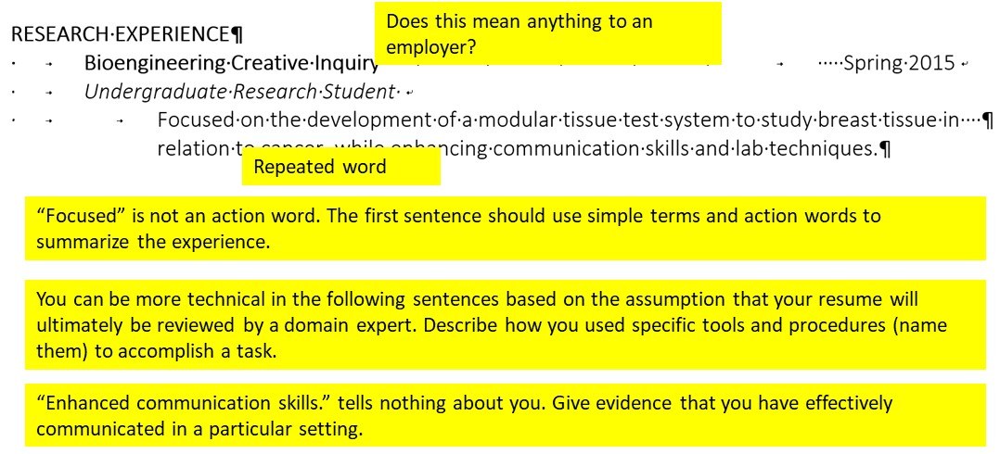 Does this mean anything to an
employer?
RESEARCH·EXPERIENCE¶
Bioengineering·Creative·Inquiry → ·····Spring·2015
Undergraduate·Research·Student·
Focused·on·the·development·of·a·modular·tissue·test·system·to·study·breast·tissue·in····¶
relation·to·cancer, while·enhancing·communication·skills·and·lab·techniques.¶
Repeated word
“Focused” is not an action word. The first sentence should use simple terms and action words to
summarize the experience.
You can be more technical in the following sentences based on the assumption that your resume will
ultimately be reviewed by a domain expert. Describe how you used specific tools and procedures (name
them) to accomplish a task.
“Enhanced communication skills.” tells nothing about you. Give evidence that you have effectively
communicated in a particular setting.